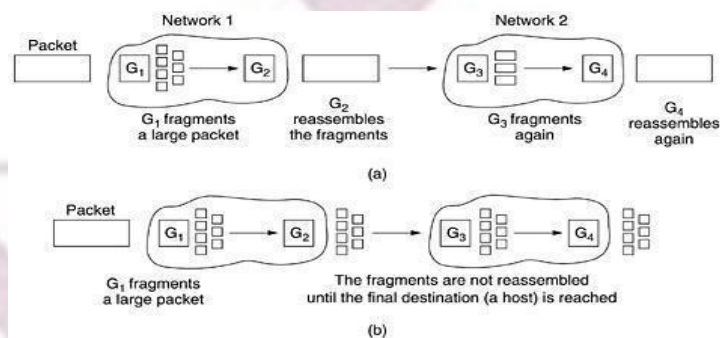 Network 1
Network 2
Packet
G1
G2
G3
G4
G1 fragments
a large packet
G2
reassembles
the fragments
G3 fragments
again
G4
reassembles
again
(a)
Packet
G1
G2
G3
G4
G1 fragments
a large packet
The fragments are not reassembled
until the final destination (a host) is reached
(b)